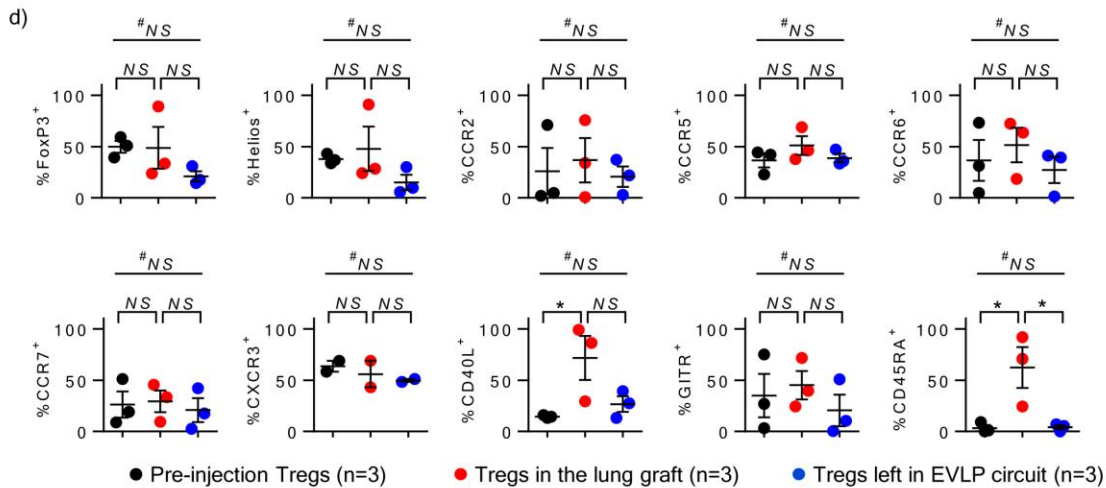 d)
#NS #NS #NS #NS #NS
NS NS NS NS NS NS NS NS NS NS
%FoxP3+ 100 50 0
%Helios+ 100 50 0
%CCR2+ 100 50 0
%CCR5+ 100 50 0
%CCR6+ 100 50 0
#NS #NS #NS #NS #NS
NS NS NS NS * NS NS NS * *
%CCR7+ 100 50 0
%CXCR3+ 100 50 0
%CD40L+ 100 50 0
%GITR+ 100 50 0
%CD45RA+ 100 50 0
Pre-injection Tregs (n=3) Tregs in the lung graft (n=3) Tregs left in EVLP circuit (n=3)